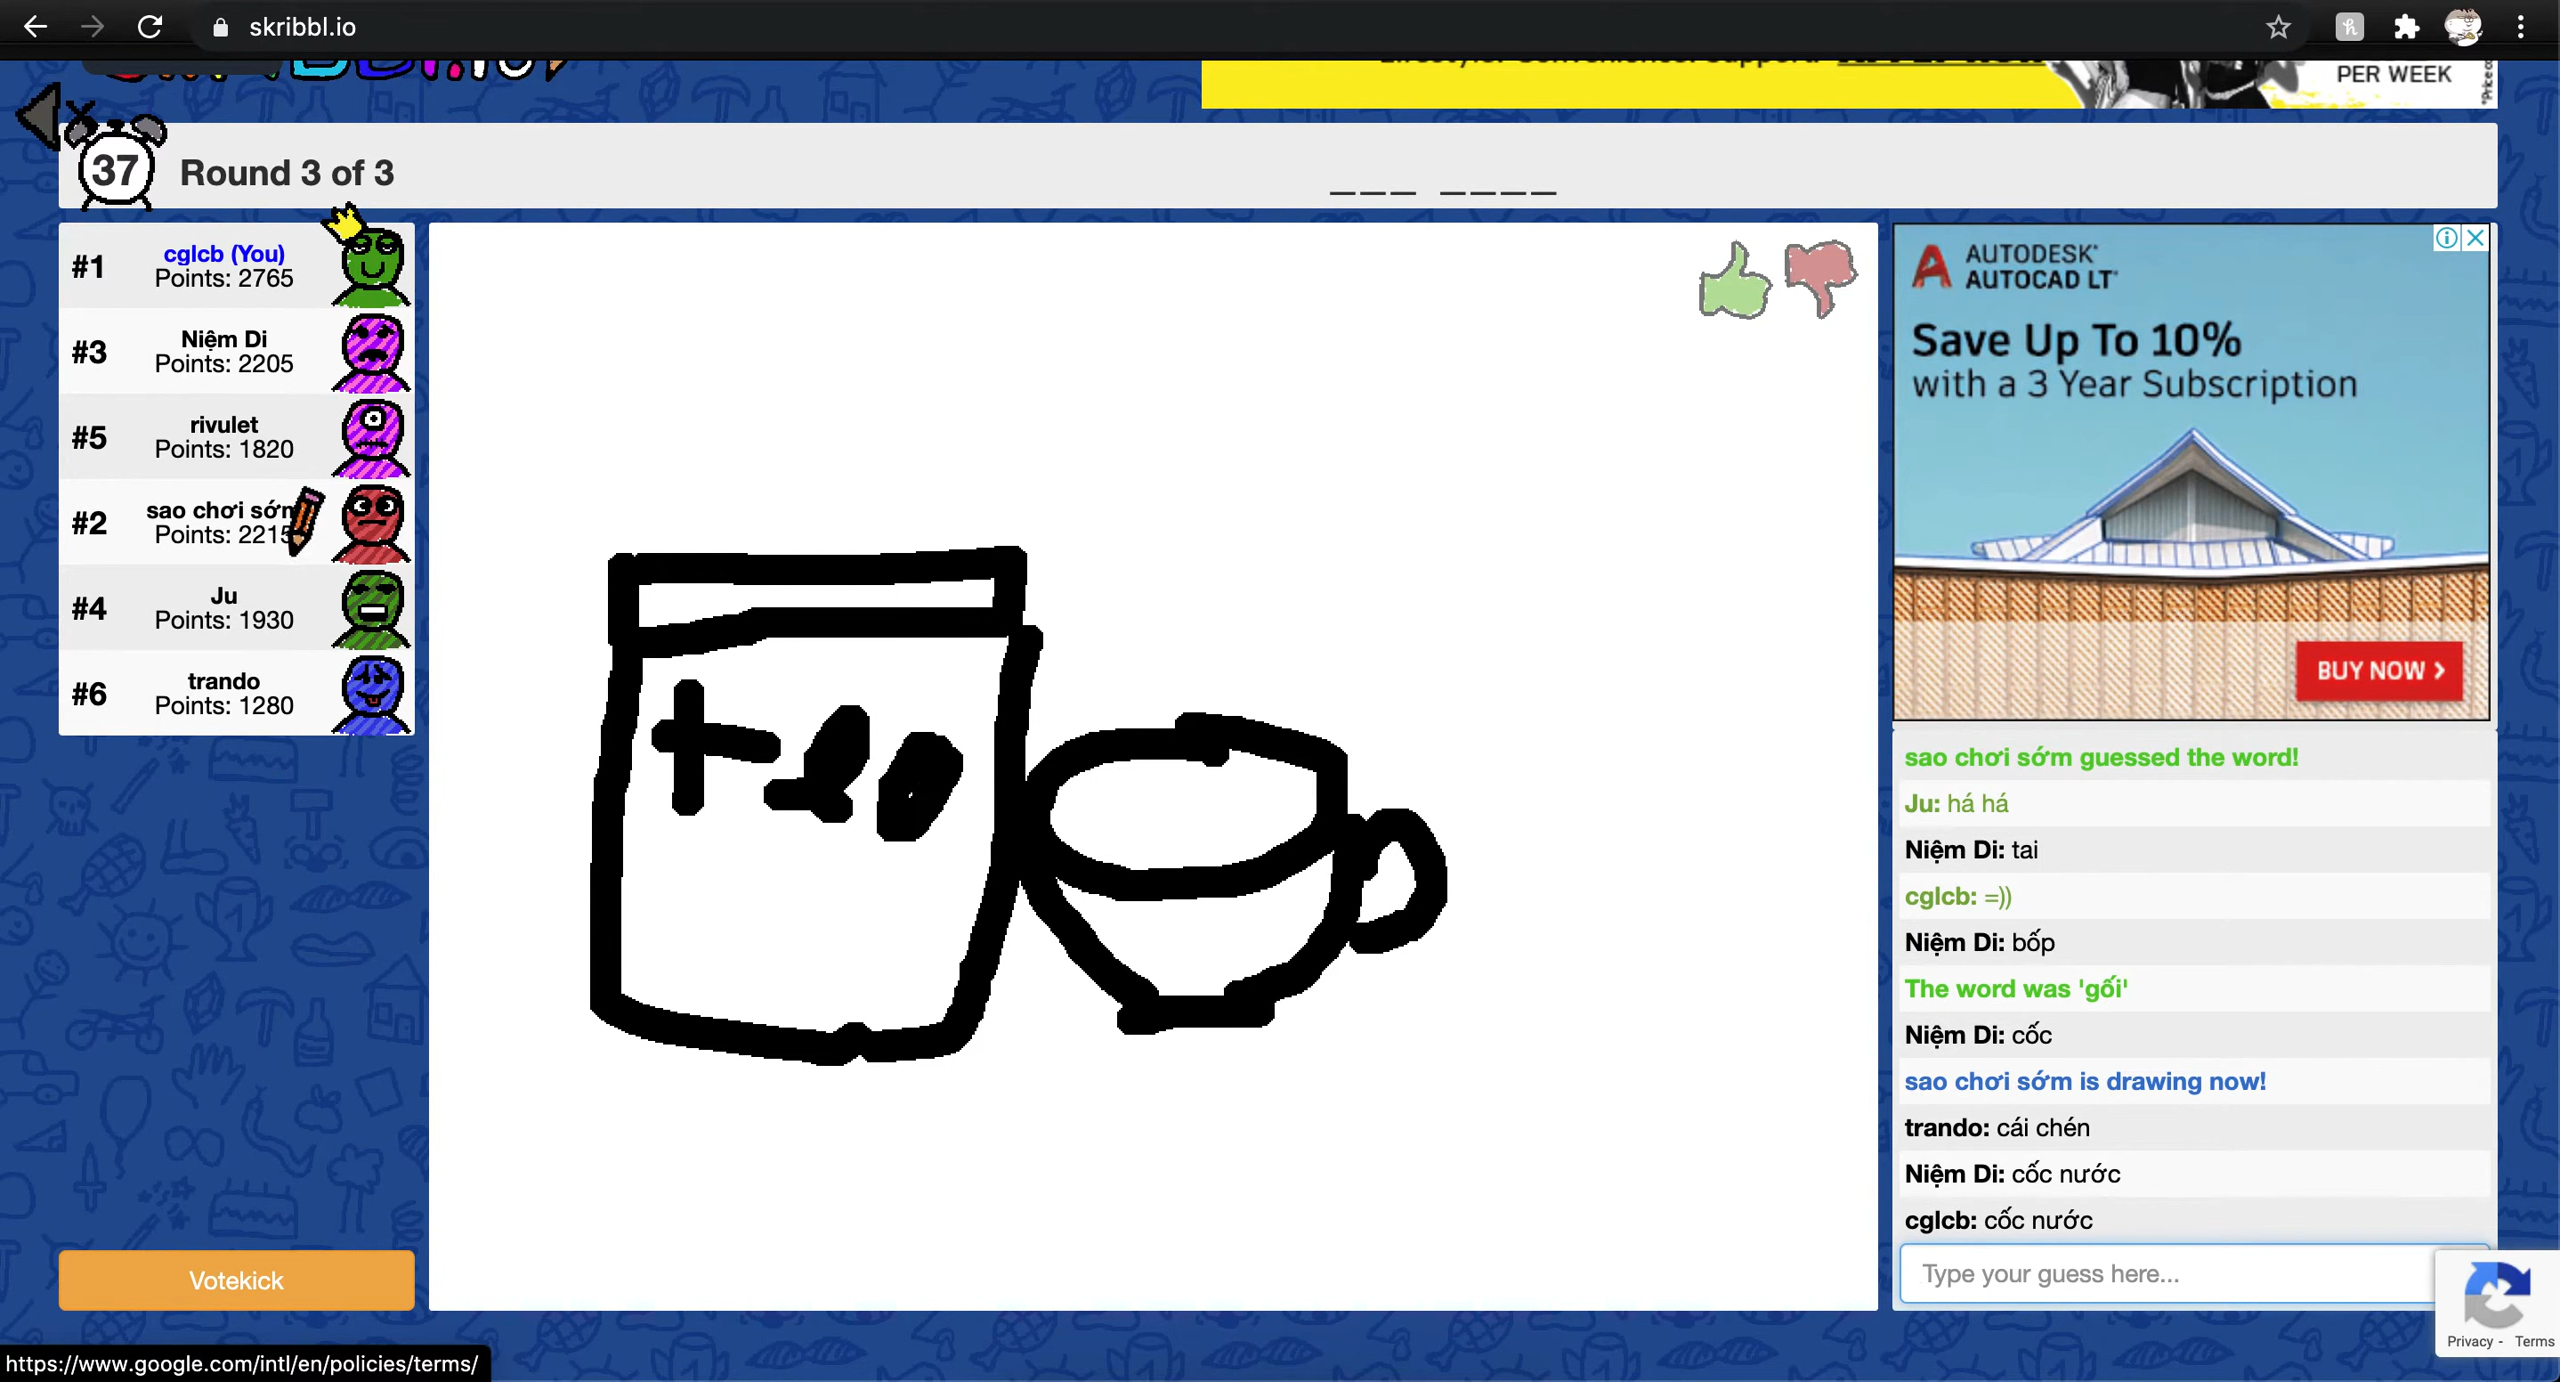 skribbl.io
PER WEEK
37
Round 3 of 3
___ ____
#1
cglcb (You)
Points: 2765
#3
Niệm Di
Points: 2205
#5
rivulet
Points: 1820
#2
sao chơi sớm
Points: 2215
#4
Ju
Points: 1930
#6
trando
Points: 1280
Votekick
AUTODESK®
AUTOCAD LT®
Save Up To 10%
with a 3 Year Subscription
BUY NOW >
sao chơi sớm guessed the word!
Ju: há há
Niệm Di: tai
cglcb: =))
Niệm Di: bốp
The word was 'gối'
Niệm Di: cốc
sao chơi sớm is drawing now!
trando: cái chén
Niệm Di: cốc nước
cglcb: cốc nước
Type your guess here...
Privacy - Terms
https://www.google.com/intl/en/policies/terms/